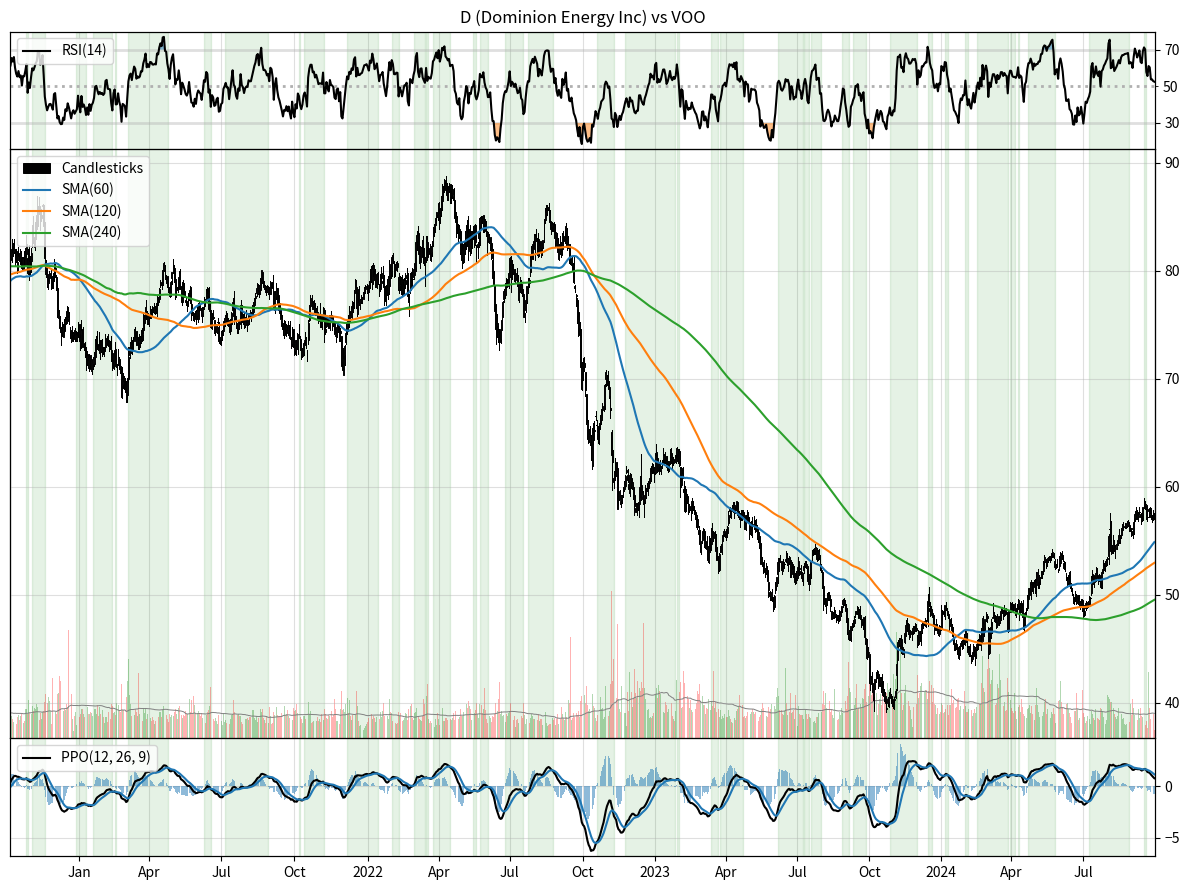 D (Dominion Energy Inc) vs VOO
RSI(14)
70
50
30
Candlesticks
SMA(60)
SMA(120)
SMA(240)
90
80
70
60
50
40
PPO(12, 26, 9)
0
−5
Jan Apr Jul Oct 2022 Apr Jul Oct 2023 Apr Jul Oct 2024 Apr Jul